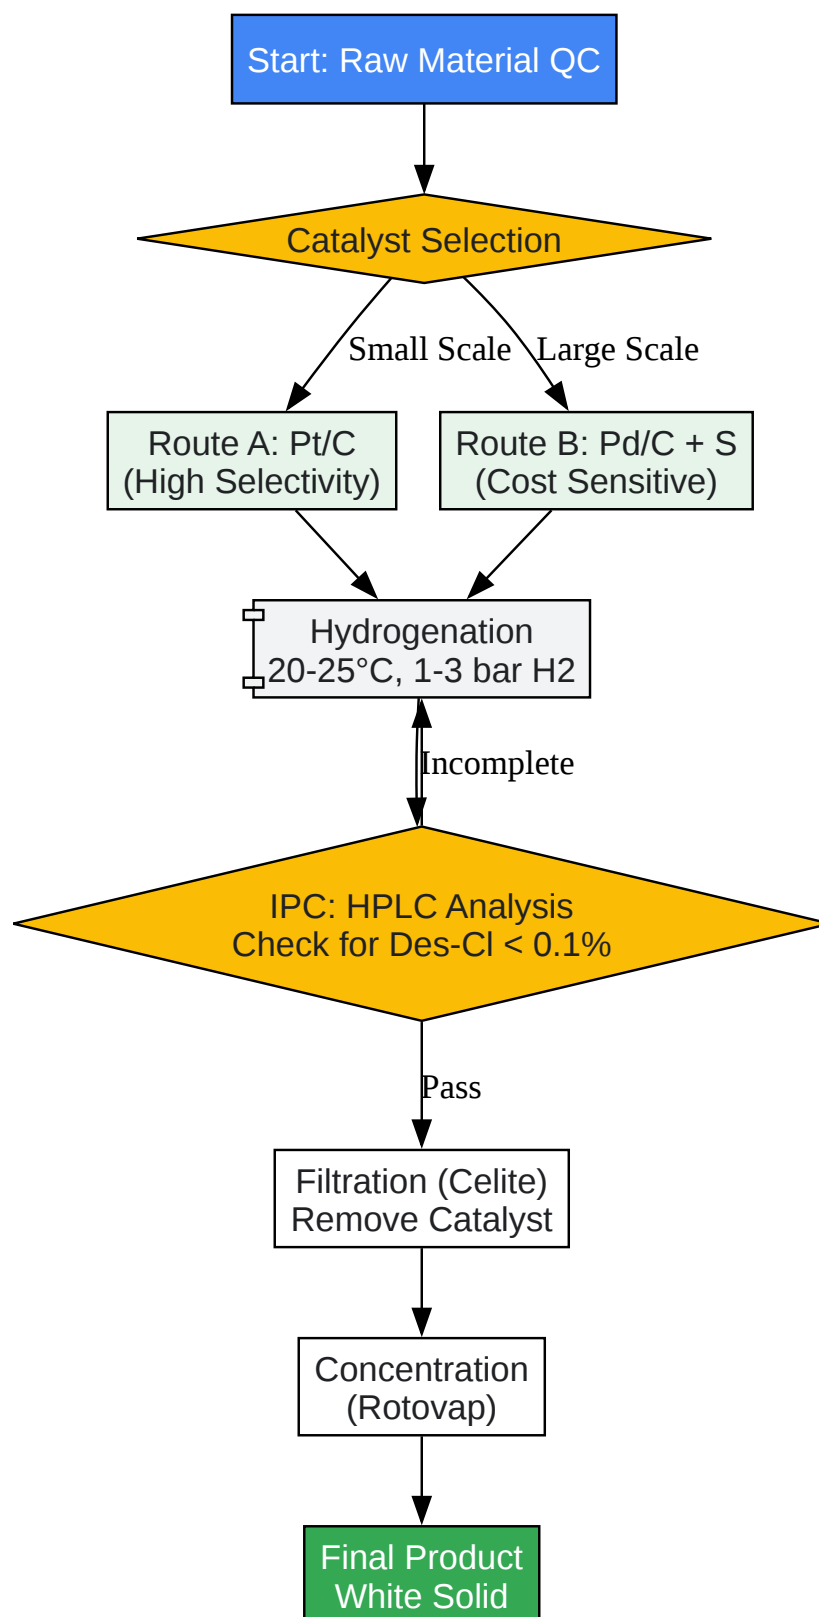 Start: Raw Material QC
Catalyst Selection
Small Scale
Large Scale
Route A: Pt/C
(High Selectivity)
Route B: Pd/C + S
(Cost Sensitive)
Hydrogenation
20-25°C, 1-3 bar H2
Incomplete
IPC: HPLC Analysis
Check for Des-Cl < 0.1%
Pass
Filtration (Celite)
Remove Catalyst
Concentration
(Rotovap)
Final Product
White Solid